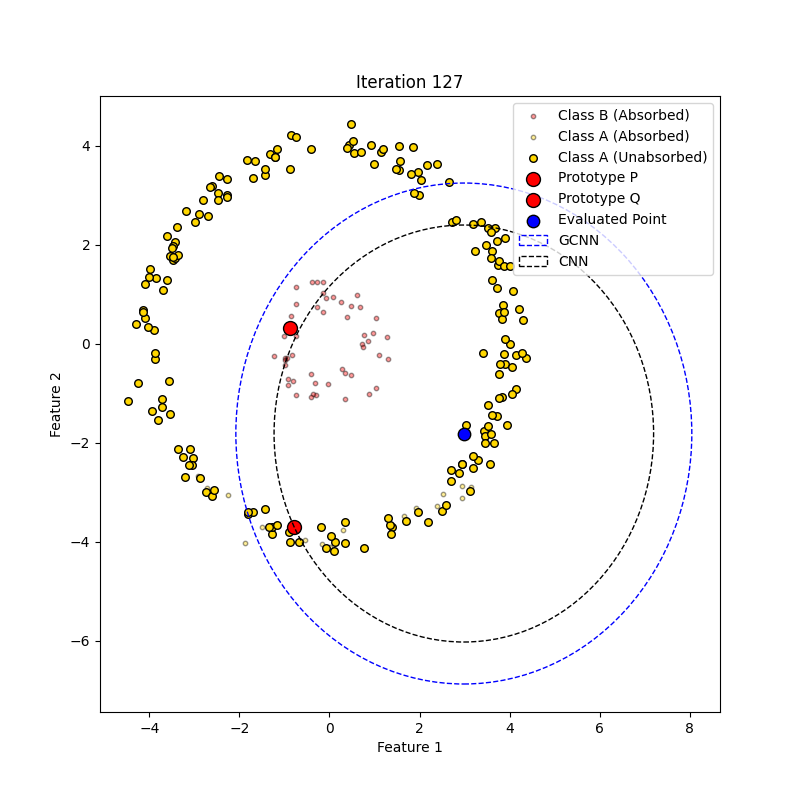 Iteration 127
Class B (Absorbed)
Class A (Absorbed)
Class A (Unabsorbed)
Prototype P
Prototype Q
Evaluated Point
GCNN
CNN
Feature 2
4
2
0
−2
−4
−6
−4
−2
0
2
4
6
8
Feature 1